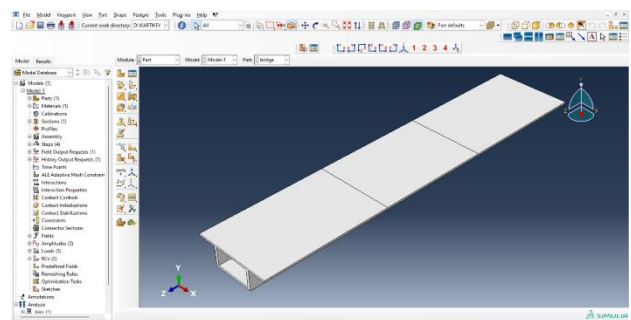 File Model Viewport View Part Shape Feature Tools Plug-ins Help
Current work directory: D:\KARTIKEY
All
Part defaults
1 2 3 4
Model Results
Module: Part Model: Model-1 Part: bridge
Model Database
Models (1)
Model-1
Parts (1)
Materials (1)
Calibrations
Sections (1)
Profiles
Assembly
Steps (4)
Field Output Requests (1)
History Output Requests (1)
Time Points
ALE Adaptive Mesh Constrain
Interactions
Interaction Properties
Contact Controls
Contact Initializations
Contact Stabilizations
Constraints
Connector Sections
Fields
Amplitudes (3)
Loads (3)
BCs (2)
Predefined Fields
Remeshing Rules
Optimization Tasks
Sketches
Annotations
Analysis
Jobs (1)
Y
Z X
SIMULIA